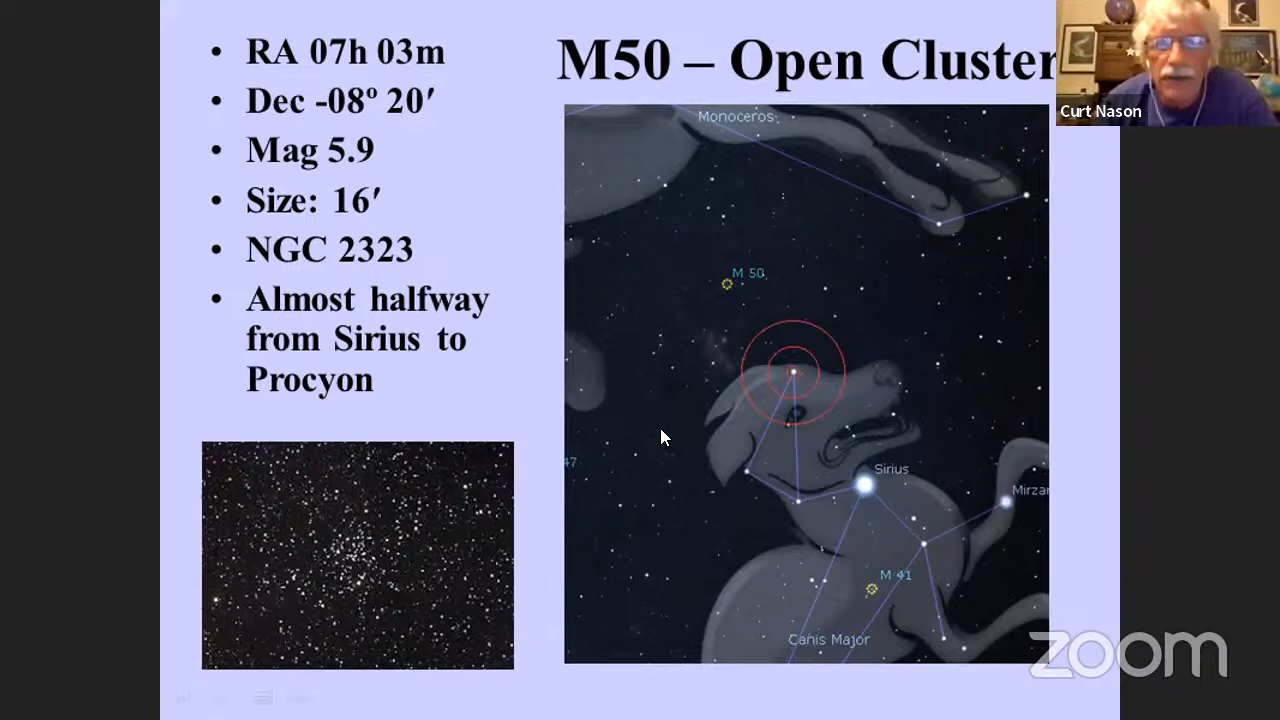 • RA 07h 03m
• Dec -08º 20′
• Mag 5.9
• Size: 16′
• NGC 2323
• Almost halfway
from Sirius to
Procyon
M50 – Open Cluster
Monoceros
M 50
47
Sirius
Mirza
M 41
Canis Major
Curt Nason
zoom